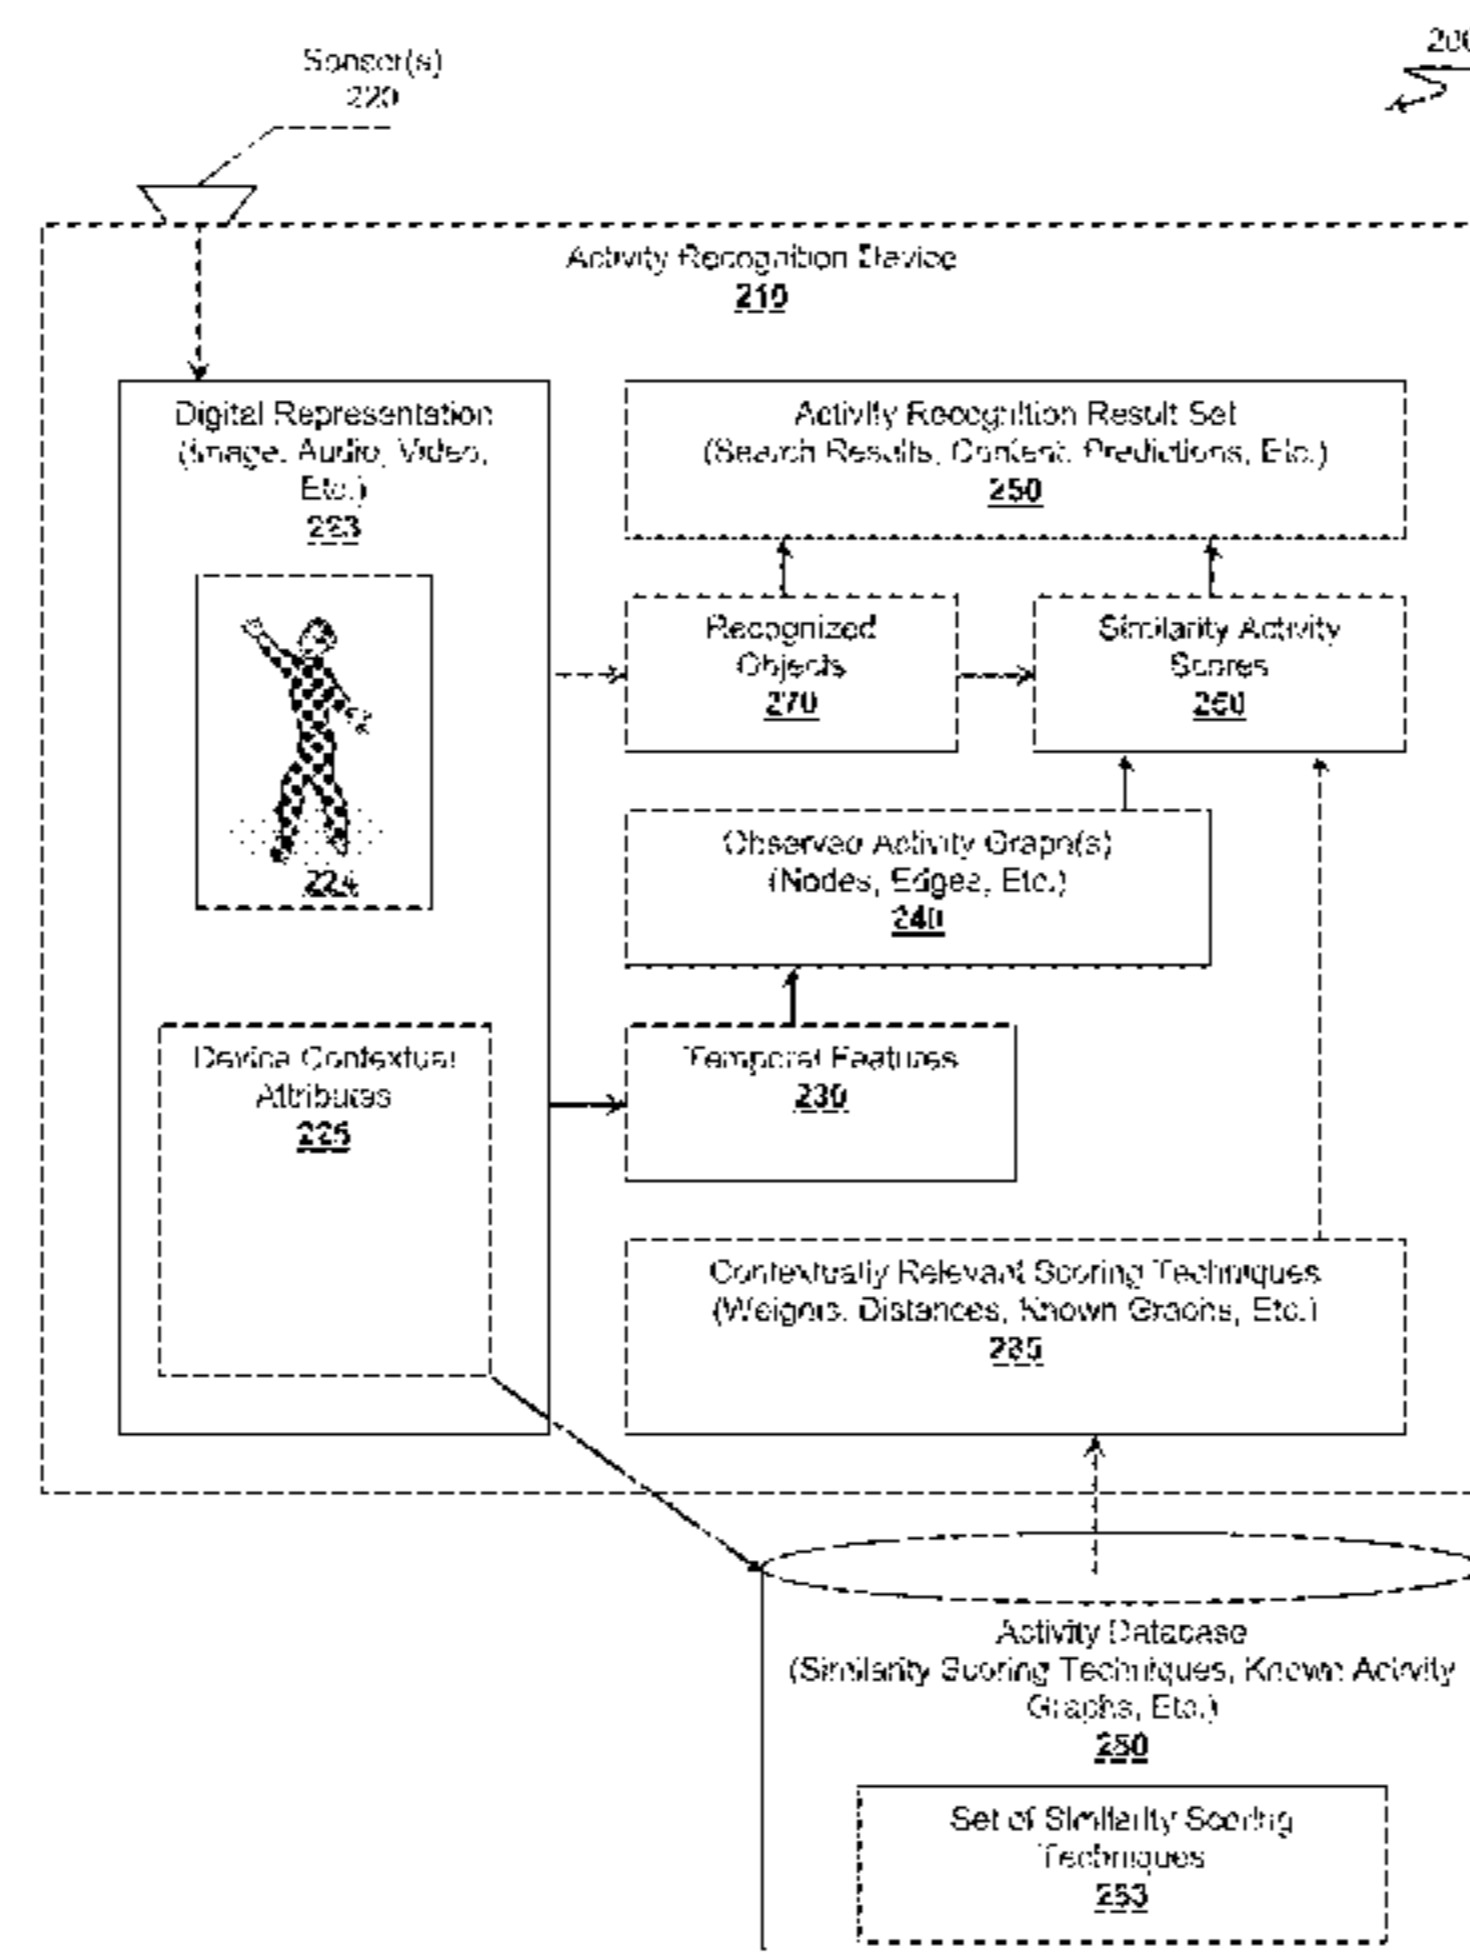 Sensor(s)
220
Activity Recognition Device
210
Digital Representation
(Image, Audio, Video,
Etc.)
223
224
Device Contextual
Attributes
225
Activity Recognition Result Set
(Search Results, Content, Predictions, Etc.)
250
Recognized
Objects
270
Similarity Activity
Scores
260
Observed Activity Graph(s)
(Nodes, Edges, Etc.)
240
Temporal Features
230
Contextually Relevant Scoring Techniques
(Weights, Distances, Known Graphs, Etc.)
Activity Database
(Similarity Scoring Techniques, Known Activity
Graphs, Etc.)
Set of Similarity Scoring
Techniques